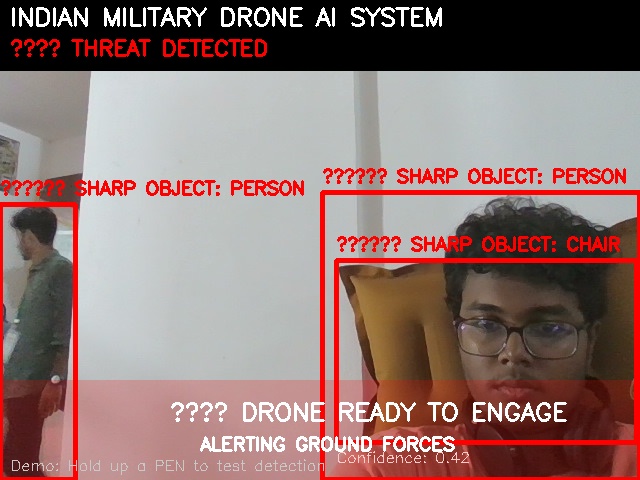 INDIAN MILITARY DRONE AI SYSTEM
???? THREAT DETECTED
?????? SHARP OBJECT: PERSON
?????? SHARP OBJECT: PERSON
?????? SHARP OBJECT: CHAIR
???? DRONE READY TO ENGAGE
ALERTING GROUND FORCES
Confidence: 0.42
Demo: Hold up a PEN to test detection